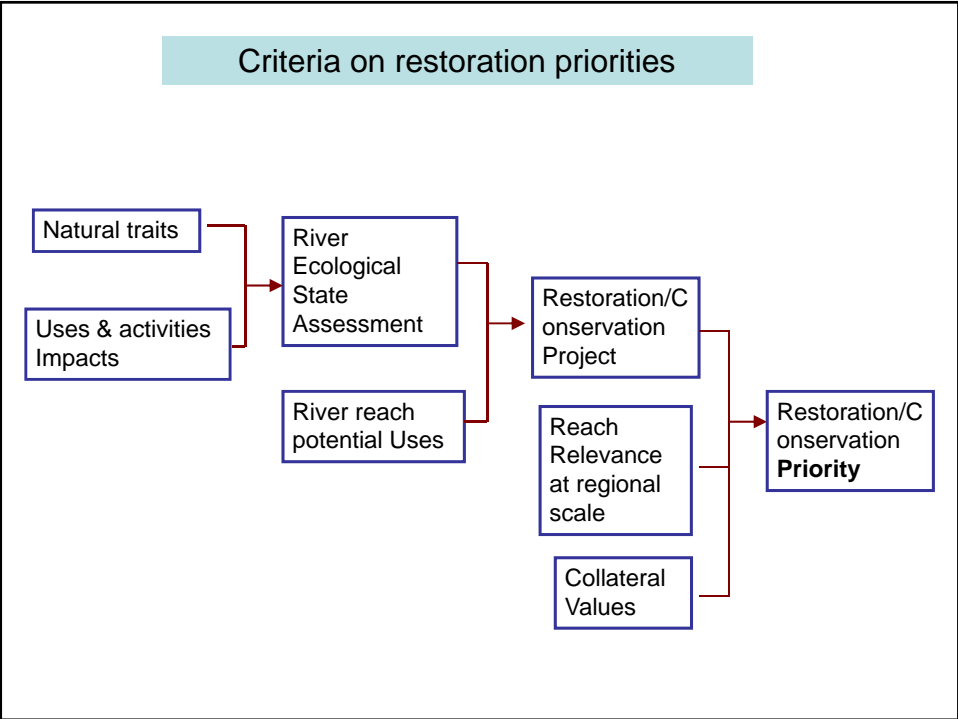 Criteria on restoration priorities
Natural traits
Uses & activities
Impacts
River
Ecological
State
Assessment
River reach
potential Uses
Restoration/C
onservation
Project
Reach
Relevance
at regional
scale
Collateral
Values
Restoration/C
onservation
Priority